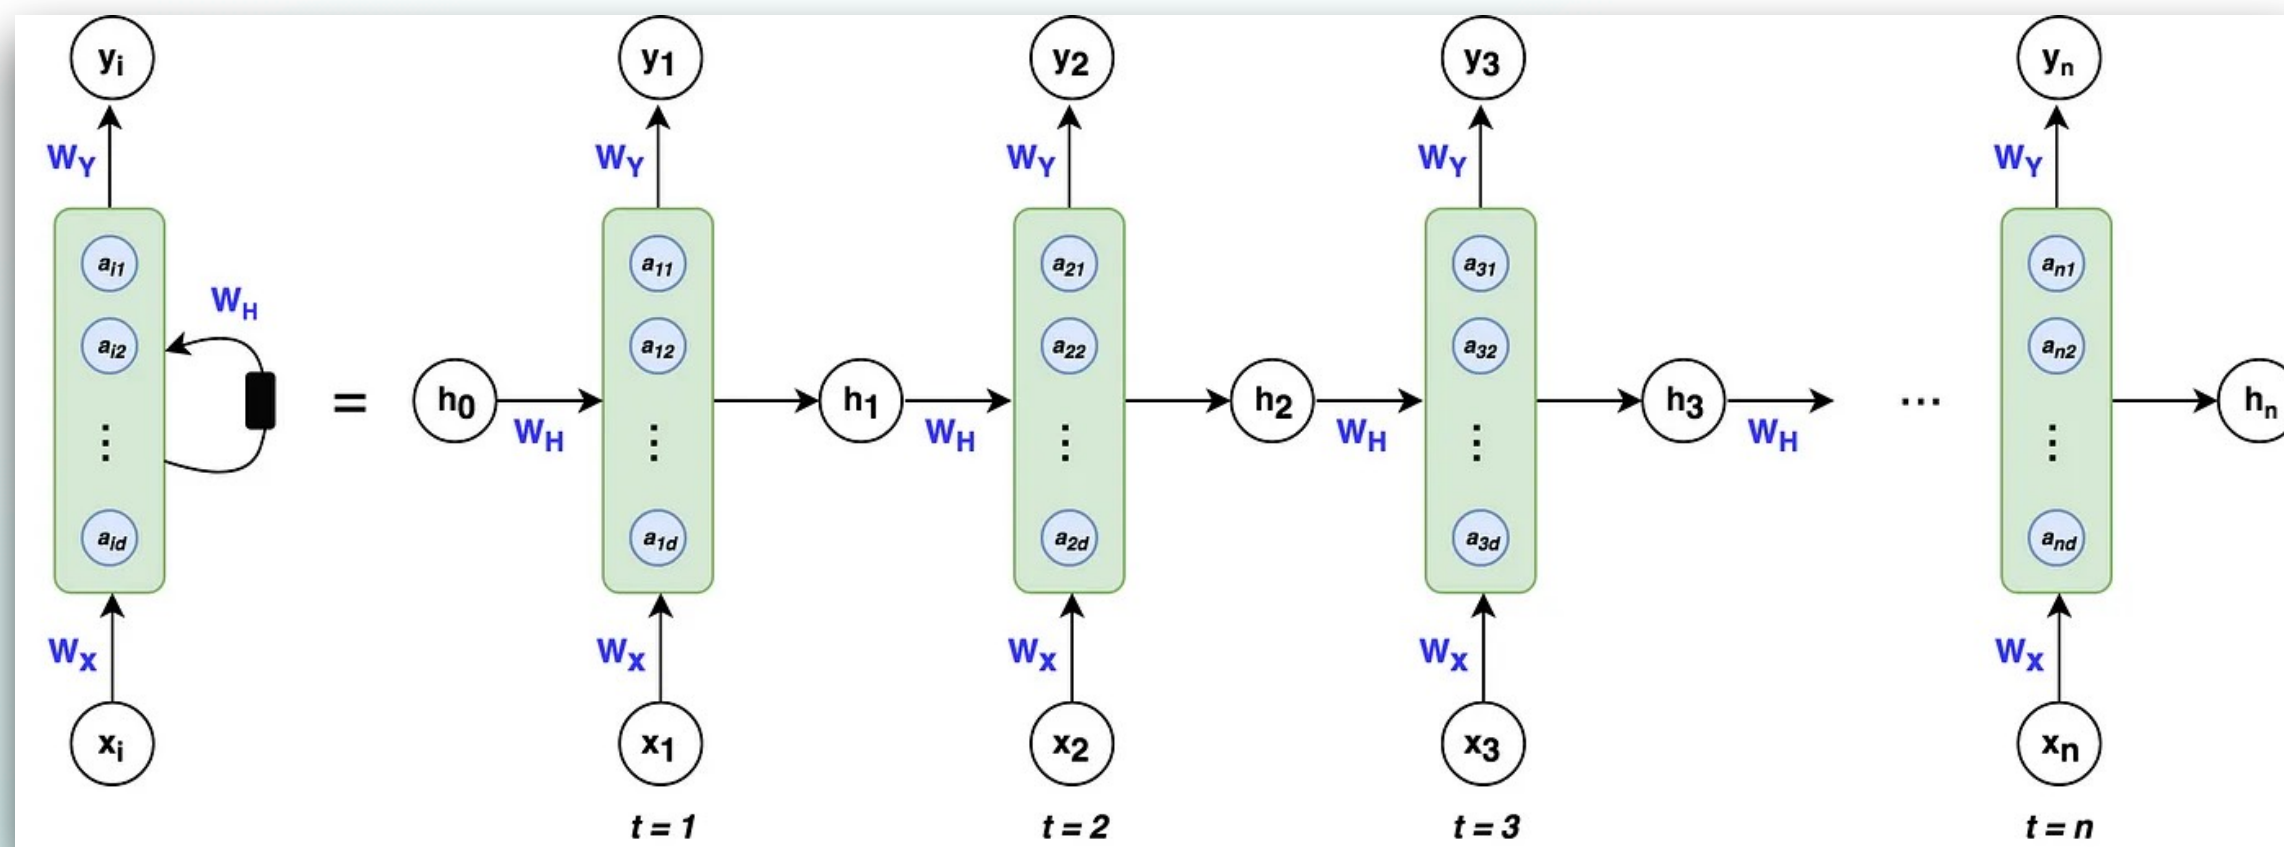 yi y1 y2 y3 yn
WY WY WY WY WY
ai1 a11 a21 a31 an1
WH
ai2 a12 a22 a32 an2
= h0 h1 h2 h3 ... hn
WH WH WH WH
⋮ ⋮ ⋮ ⋮ ⋮
aid a1d a2d a3d and
WX WX WX WX WX
xi x1 x2 x3 xn
t = 1 t = 2 t = 3 t = n